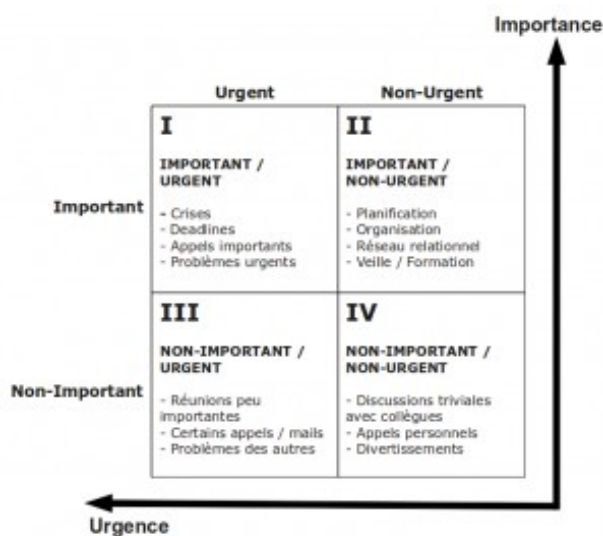 Importance
Urgent
Non-Urgent
Important
I
IMPORTANT /
URGENT
- Crises
- Deadlines
- Appels importants
- Problèmes urgents
II
IMPORTANT /
NON-URGENT
- Planification
- Organisation
- Réseau relationnel
- Veille / Formation
Non-Important
III
NON-IMPORTANT /
URGENT
- Réunions peu
importantes
- Certains appels / mails
- Problèmes des autres
IV
NON-IMPORTANT /
NON-URGENT
- Discussions triviales
avec collègues
- Appels personnels
- Divertissements
Urgence